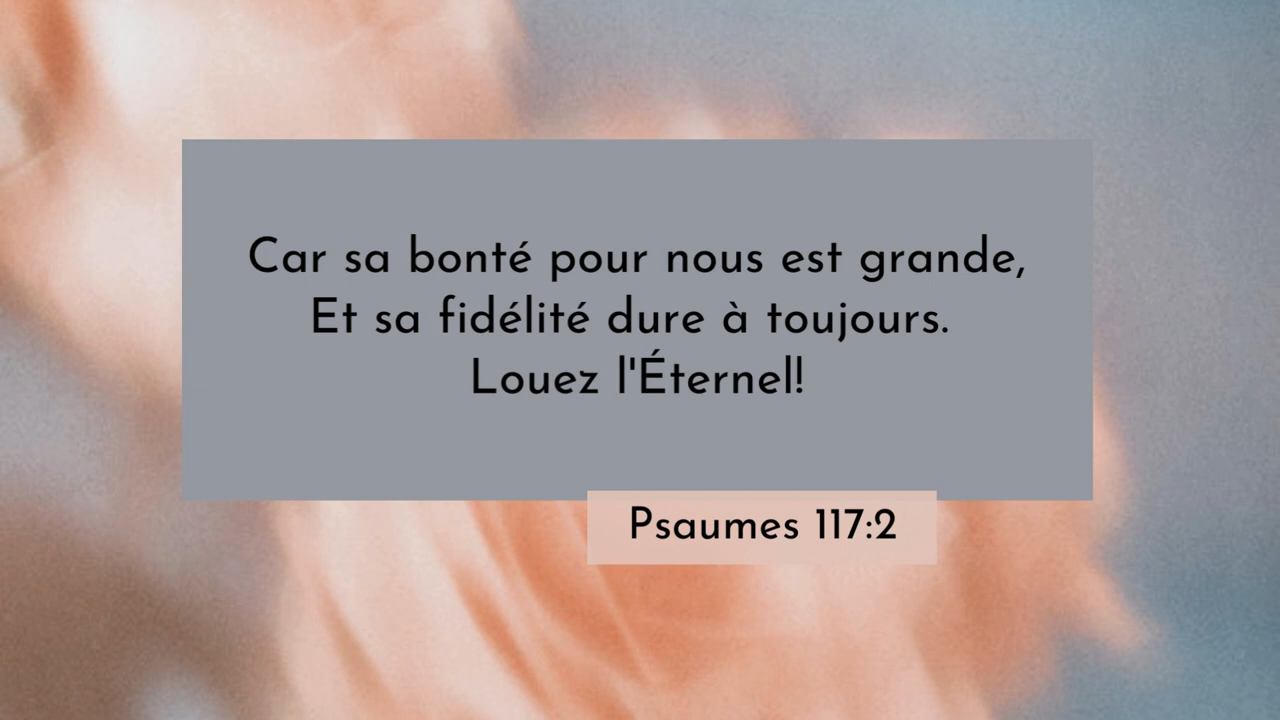 Car sa bonté pour nous est grande,
Et sa fidélité dure à toujours.
Louez l'Éternel!
Psaumes 117:2